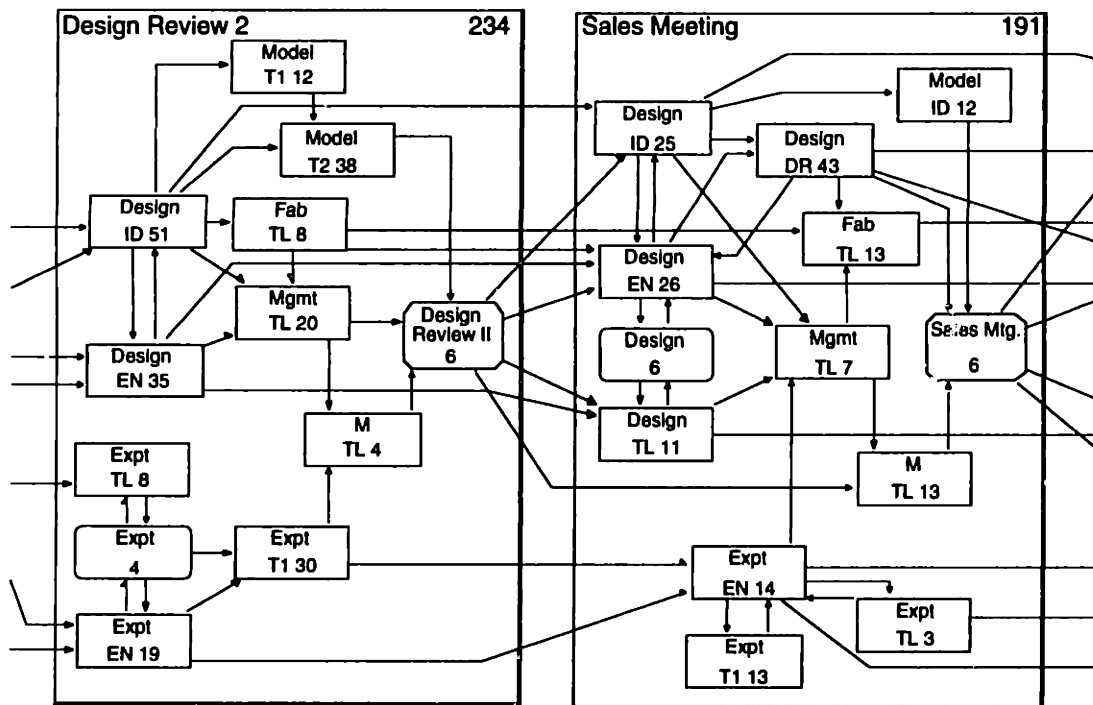 Design Review 2 234
Model
T1 12
Model
T2 38
Design
ID 51
Fab
TL 8
Mgmt
TL 20
Design
Review II
6
Design
EN 35
M
TL 4
Expt
TL 8
Expt
4
Expt
T1 30
Expt
EN 19
Sales Meeting 191
Model
ID 12
Design
ID 25
Design
DR 43
Fab
TL 13
Design
EN 26
Design
6
Mgmt
TL 7
Sales Mtg.
6
Design
TL 11
M
TL 13
Expt
EN 14
Expt
TL 3
Expt
T1 13